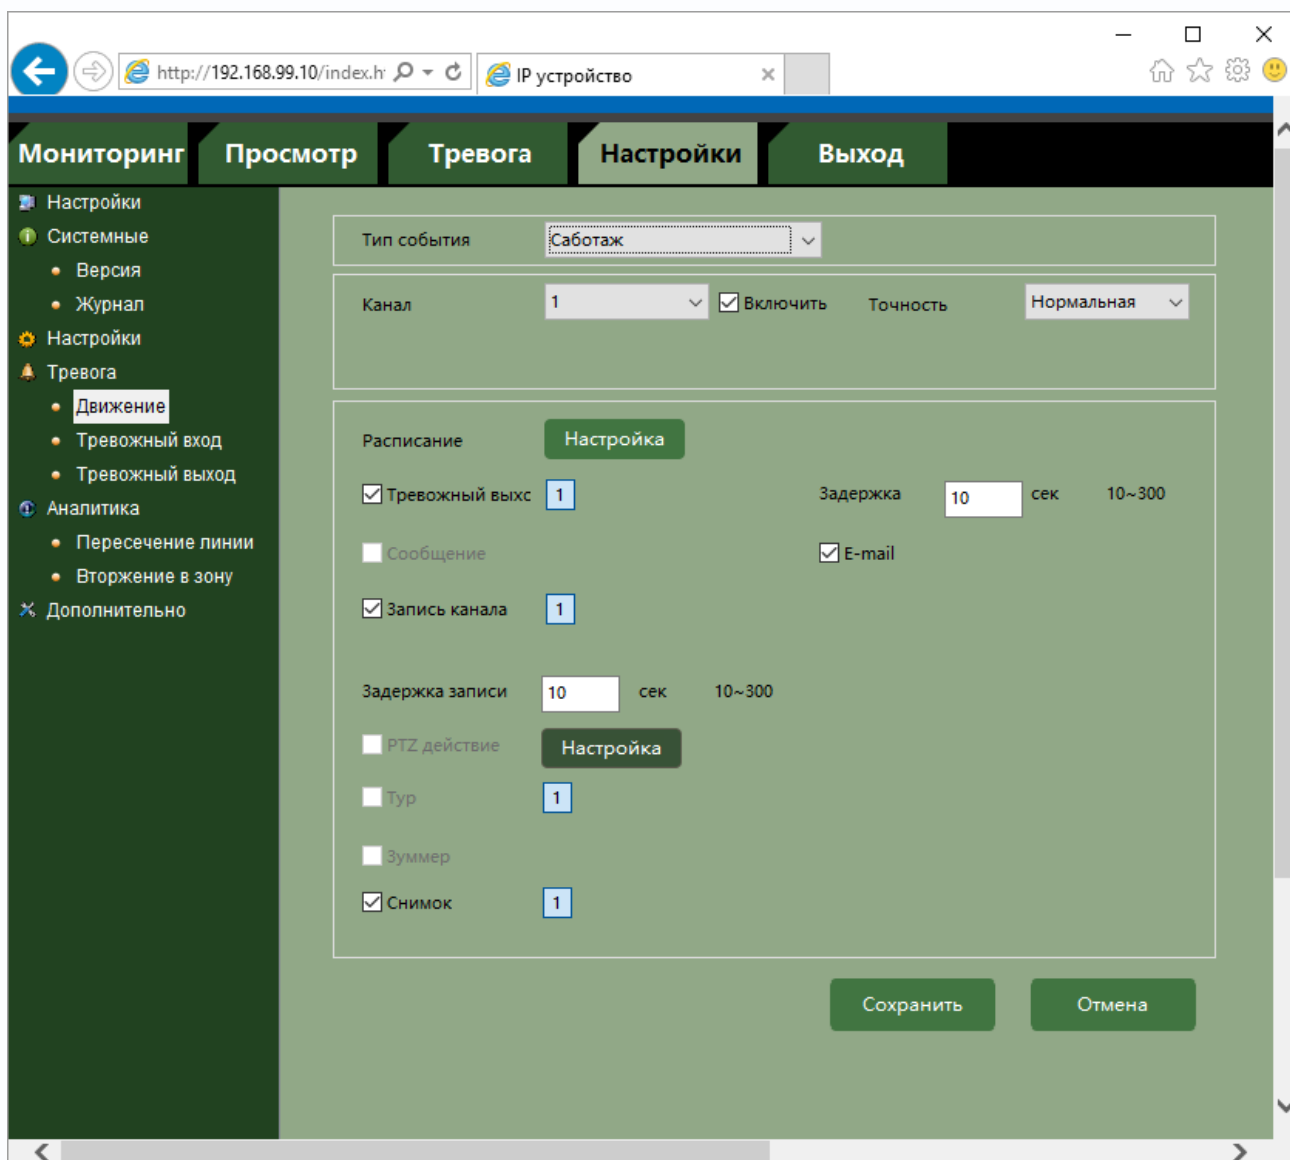 http://192.168.99.10/index.h
IP устройство
Мониторинг
Просмотр
Тревога
Настройки
Выход
Настройки
Системные
Версия
Журнал
Настройки
Тревога
Движение
Тревожный вход
Тревожный выход
Аналитика
Пересечение линии
Вторжение в зону
Дополнительно
Тип события Саботаж
Канал 1 Включить Точность Нормальная
Расписание Настройка
Тревожный выхс 1 Задержка 10 сек 10~300
Сообщение E-mail
Запись канала 1
Задержка записи 10 сек 10~300
PTZ действие Настройка
Тур 1
Зуммер
Снимок 1
Сохранить Отмена